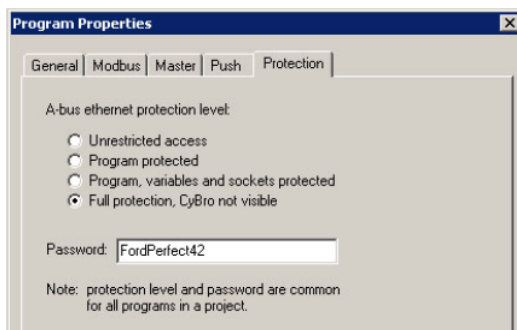 Program Properties
General Modbus Master Push Protection
A-bus ethernet protection level:
Unrestricted access
Program protected
Program, variables and sockets protected
Full protection, CyBro not visible
Password: FordPerfect42
Note: protection level and password are common
for all programs in a project.